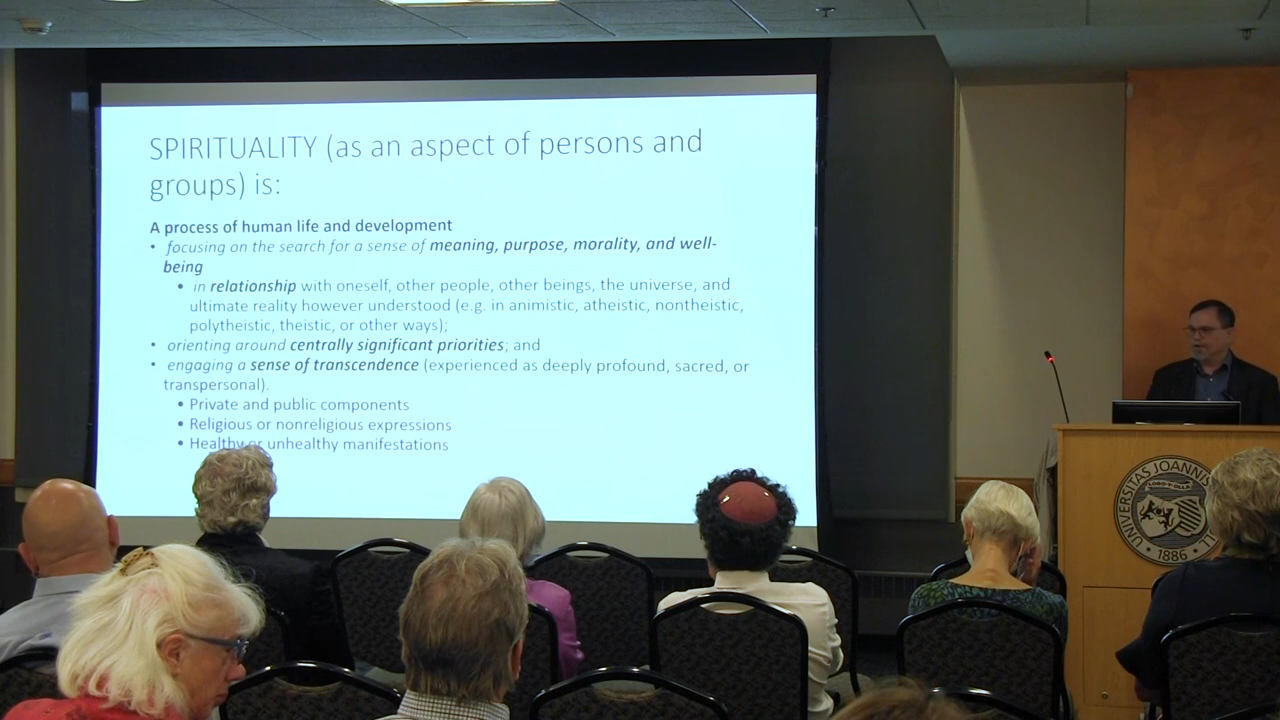 SPIRITUALITY (as an aspect of persons and
groups) is:
A process of human life and development
• focusing on the search for a sense of meaning, purpose, morality, and well-
being
• in relationship with oneself, other people, other beings, the universe, and
ultimate reality however understood (e.g. in animistic, atheistic, nontheistic,
polytheistic, theistic, or other ways);
• orienting around centrally significant priorities; and
• engaging a sense of transcendence (experienced as deeply profound, sacred, or
transpersonal).
• Private and public components
• Religious or nonreligious expressions
• Healthy or unhealthy manifestations
UNIVERSITAS JOANNIS
LOBO-Y-OLLA
1886